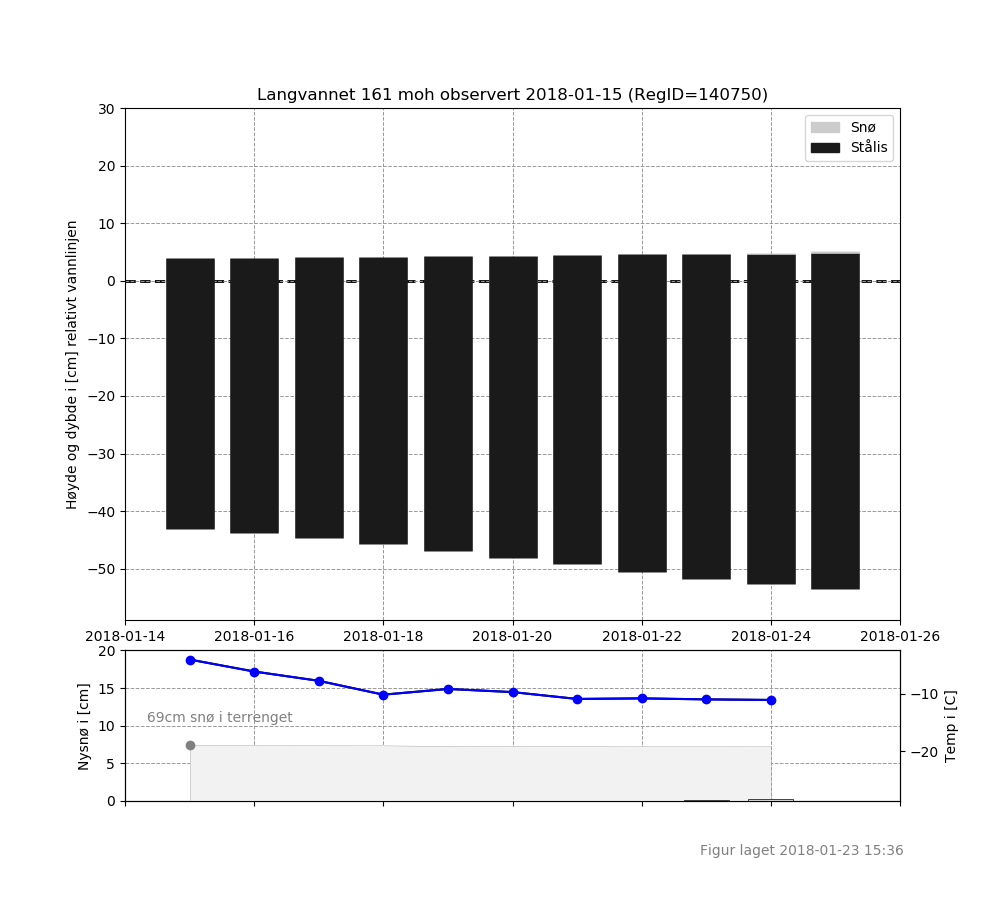 Langvannet 161 moh observert 2018-01-15 (RegID=140750)
Snø
Stålis
30
20
10
0
−10
−20
−30
−40
−50
Høyde og dybde i [cm] relativt vannlinjen
2018-01-14 2018-01-16 2018-01-18 2018-01-20 2018-01-22 2018-01-24 2018-01-26
20
15
10
5
0
Nysnø i [cm]
69cm snø i terrenget
−10
−20
Temp i [C]
Figur laget 2018-01-23 15:36